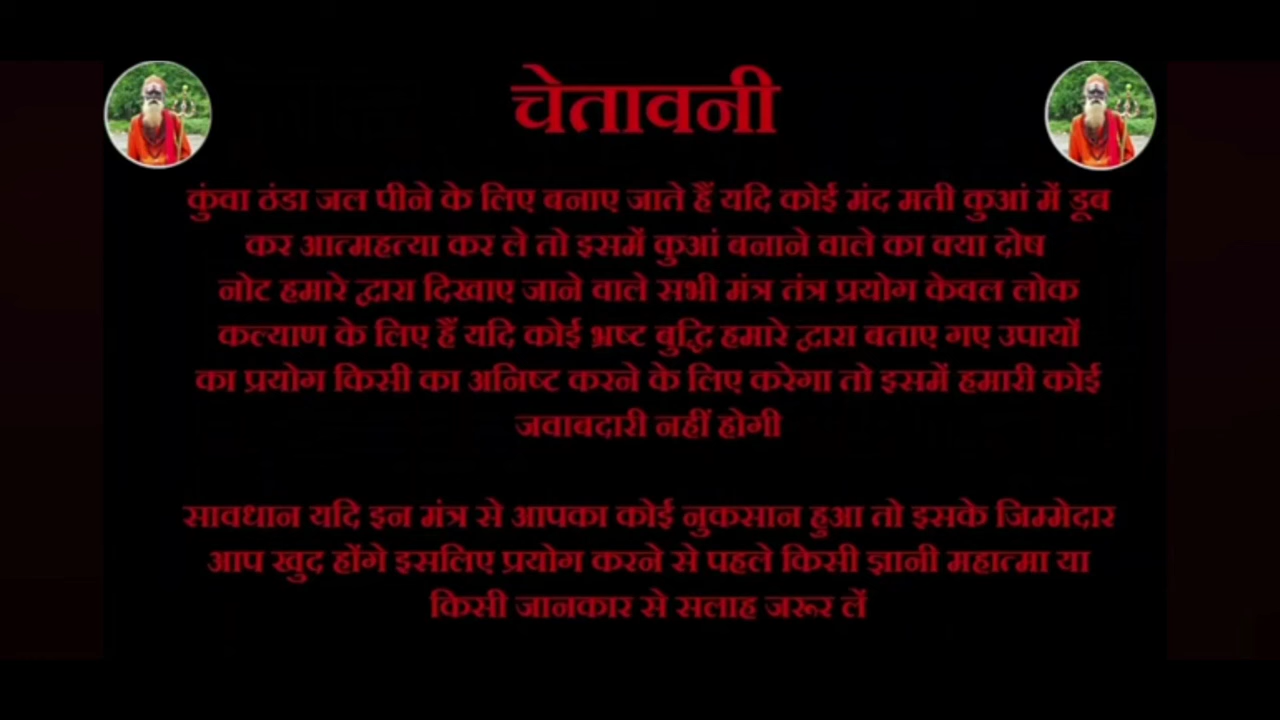 चेतावनी
कुंवा ठंडा जल पीने के लिए बनाए जाते हैं यदि कोई मंद मती कुआं में डूब
कर आत्महत्या कर ले तो इसमें कुआं बनाने वाले का क्या दोष
नोट हमारे द्वारा दिखाए जाने वाले सभी मंत्र तंत्र प्रयोग केवल लोक
कल्याण के लिए हैं यदि कोई भ्रष्ट बुद्धि हमारे द्वारा बताए गए उपायों
का प्रयोग किसी का अनिष्ट करने के लिए करेगा तो इसमें हमारी कोई
जवाबदारी नहीं होगी
सावधान यदि इन मंत्र से आपका कोई नुकसान हुआ तो इसके जिम्मेदार
आप खुद होंगे इसलिए प्रयोग करने से पहले किसी ज्ञानी महात्मा या
किसी जानकार से सलाह जरूर लें